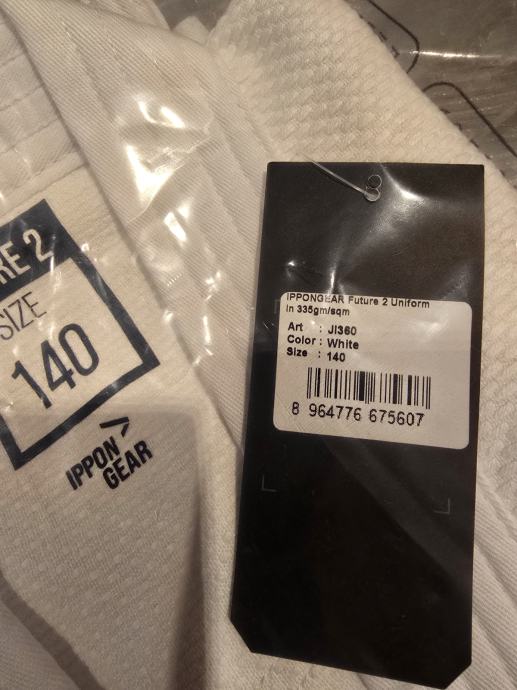 RE 2
SIZE
140
IPPON
GEAR
IPPONGEAR Future 2 Uniform
in 335gm/sqm
Art : JI360
Color : White
Size : 140
8 964776 675607